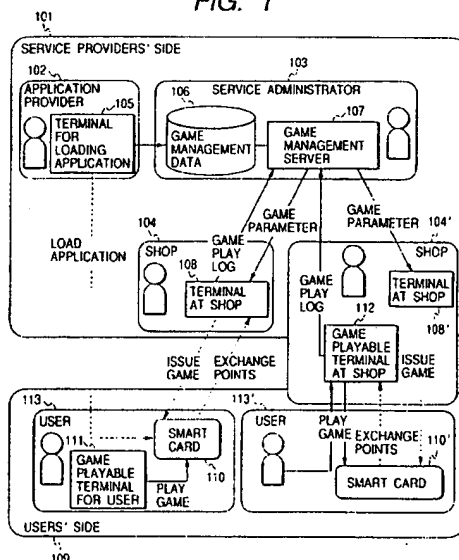 FIG. 1
101
SERVICE PROVIDERS' SIDE
102
APPLICATION
PROVIDER
105
TERMINAL
FOR
LOADING
APPLICATION
103
SERVICE ADMINISTRATOR
106
GAME
MANAGEMENT
DATA
107
GAME
MANAGEMENT
SERVER
LOAD
APPLICATION
104
SHOP
108
TERMINAL
AT SHOP
GAME
PLAY
LOG
GAME
PARAMETER
GAME
PLAY
LOG
GAME
PARAMETER
104'
SHOP
TERMINAL
AT SHOP
108'
112
GAME
PLAYABLE
TERMINAL
AT SHOP
ISSUE
GAME
ISSUE
GAME
EXCHANGE
POINTS
113
USER
111
GAME
PLAYABLE
TERMINAL
FOR USER
SMART
CARD
110
PLAY
GAME
113'
USER
PLAY
GAME
EXCHANGE
POINTS
110'
SMART CARD
USERS' SIDE
109